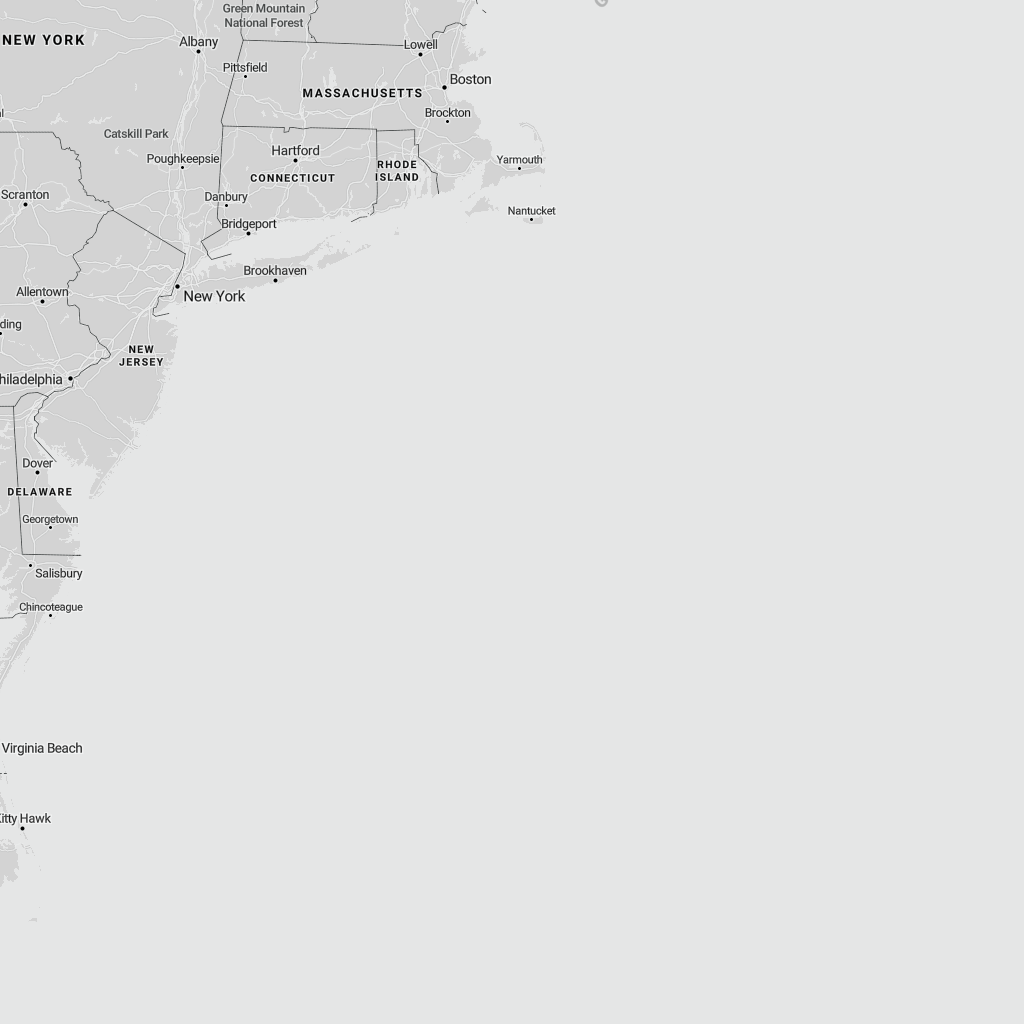 Green Mountain
National Forest
NEW YORK
Albany
Lowell
Pittsfield
Boston
MASSACHUSETTS
Brockton
Catskill Park
Hartford
Poughkeepsie
Yarmouth
RHODE
ISLAND
CONNECTICUT
Scranton
Danbury
Nantucket
Bridgeport
Brookhaven
Allentown
New York
ding
NEW
JERSEY
hiladelphia
Dover
DELAWARE
Georgetown
Salisbury
Chincoteague
Virginia Beach
itty Hawk